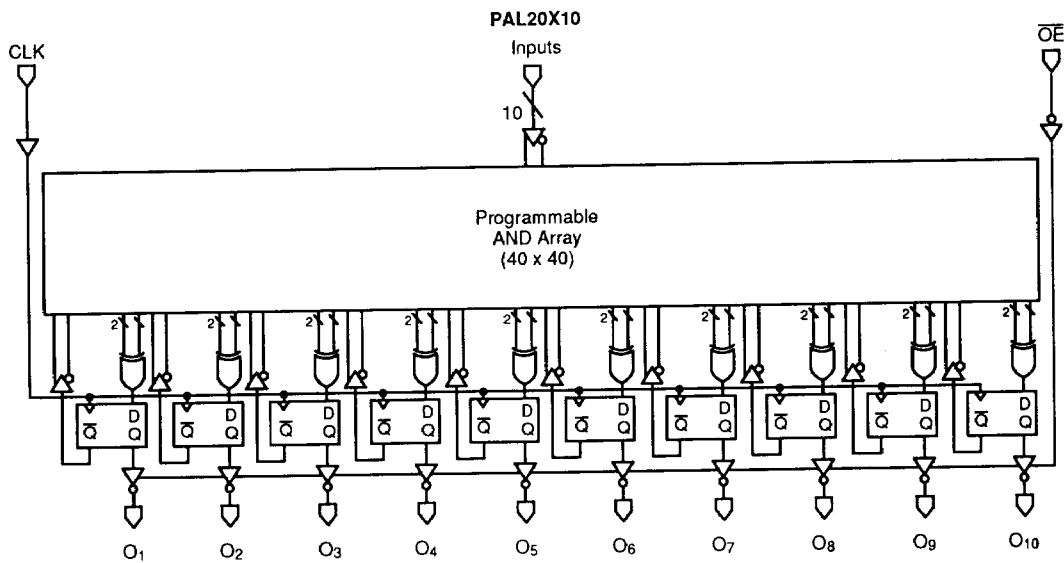 PAL20X10
CLK
Inputs
OE
10
Programmable
AND Array
(40 x 40)
2 2 2 2 2 2 2 2 2 2
D D D D D D D D D D
Q Q Q Q Q Q Q Q Q Q Q Q Q Q Q Q Q Q Q Q
O1 O2 O3 O4 O5 O6 O7 O8 O9 O10